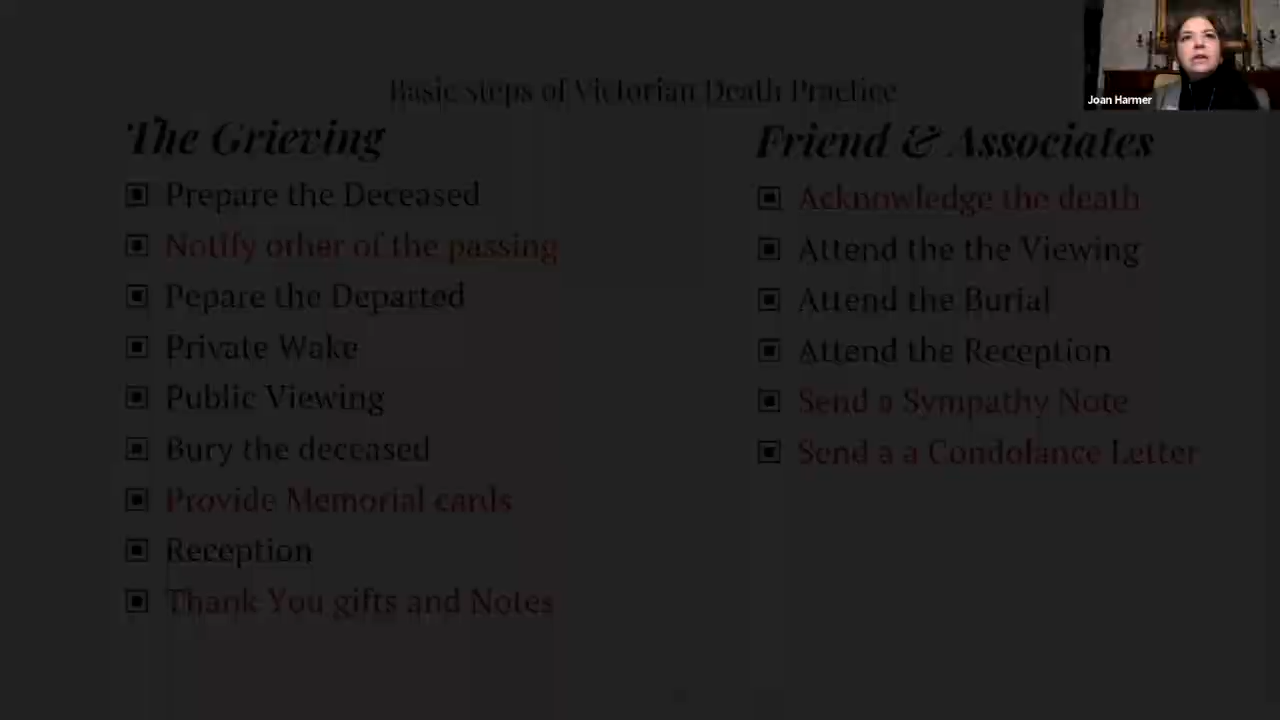 Basic steps of Victorian Death Practice
The Grieving
Prepare the Deceased
Notify other of the passing
Pepare the Departed
Private Wake
Public Viewing
Bury the deceased
Provide Memorial cards
Reception
Thank You gifts and Notes
Friend & Associates
Acknowledge the death
Attend the the Viewing
Attend the Burial
Attend the Reception
Send a Sympathy Note
Send a a Condolance Letter
Joan Harmer